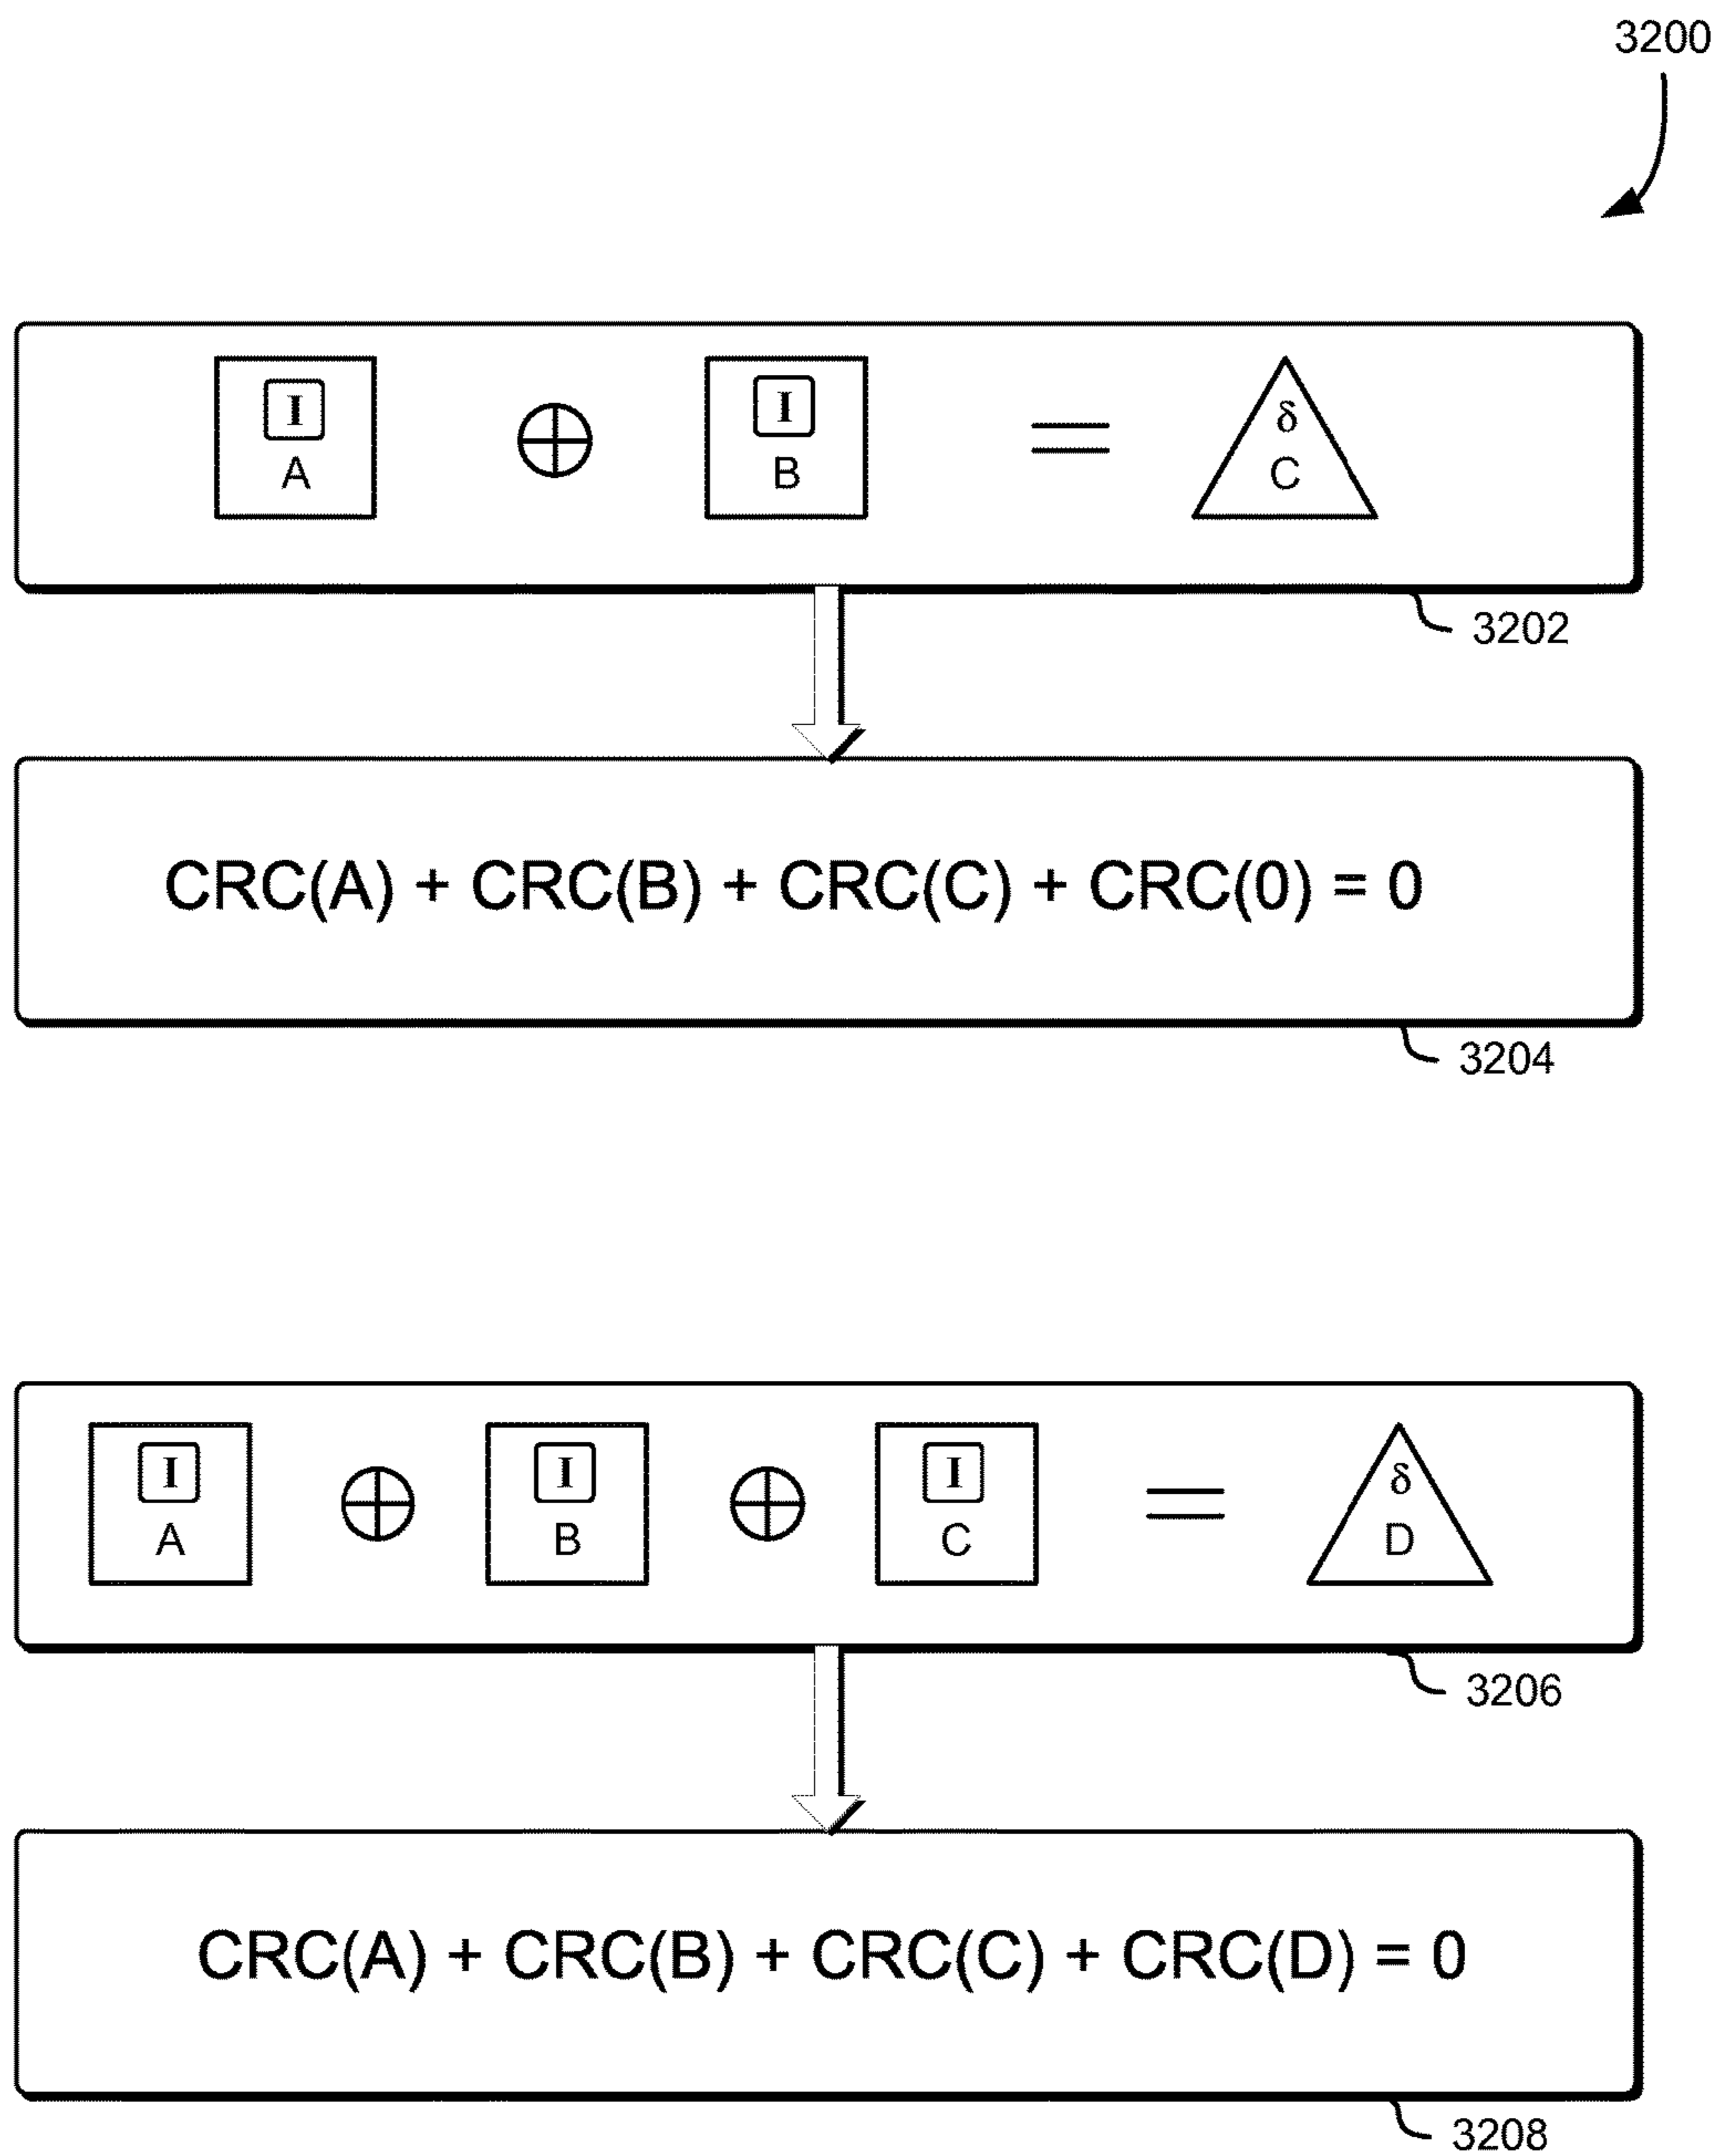 3200
I ⊕ I = δ
A B C
3202
CRC(A) + CRC(B) + CRC(C) + CRC(0) = 0
3204
I ⊕ I ⊕ I = δ
A B C D
3206
CRC(A) + CRC(B) + CRC(C) + CRC(D) = 0
3208